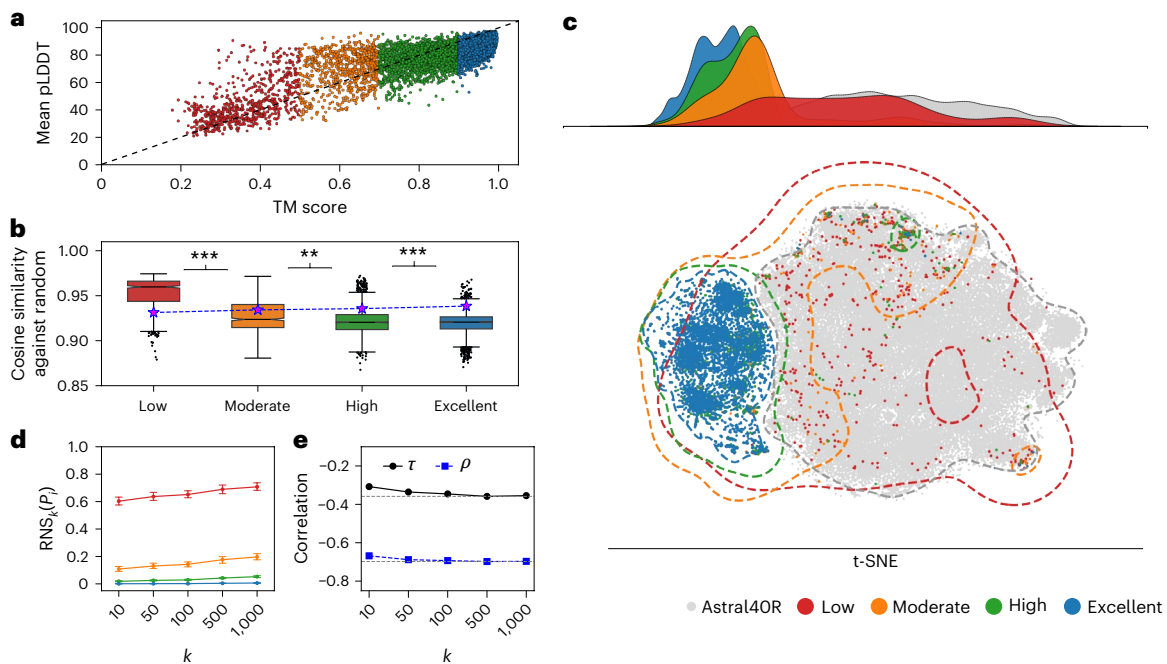 a
100
80
60
40
20
0
Mean pLDDT
0 0.2 0.4 0.6 0.8 1.0
TM score
b
1.00
0.95
0.90
0.85
Cosine similarity
against random
*** ** ***
Low Moderate High Excellent
c
t-SNE
Astral40R Low Moderate High Excellent
d
1.0
0.8
0.6
0.4
0.2
0
RNSₖ(Pᵢ)
10 50 100 500 1,000
k
e
τ ρ
−0.2
−0.4
−0.6
−0.8
Correlation
10 50 100 500 1,000
k